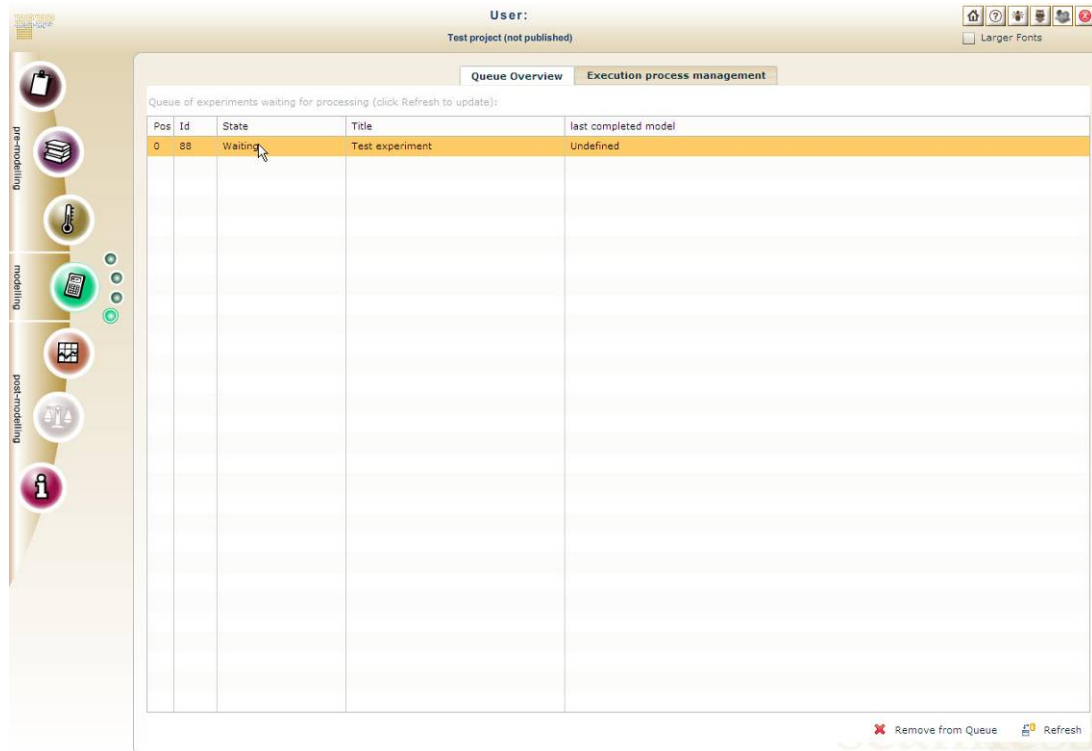 User:
Test project (not published)
Larger Fonts
Queue Overview
Execution process management
Queue of experiments waiting for processing (click Refresh to update):
Pos Id State Title last completed model
0 88 Waiting Test experiment Undefined
pre-modelling
modelling
post-modelling
Remove from Queue Refresh